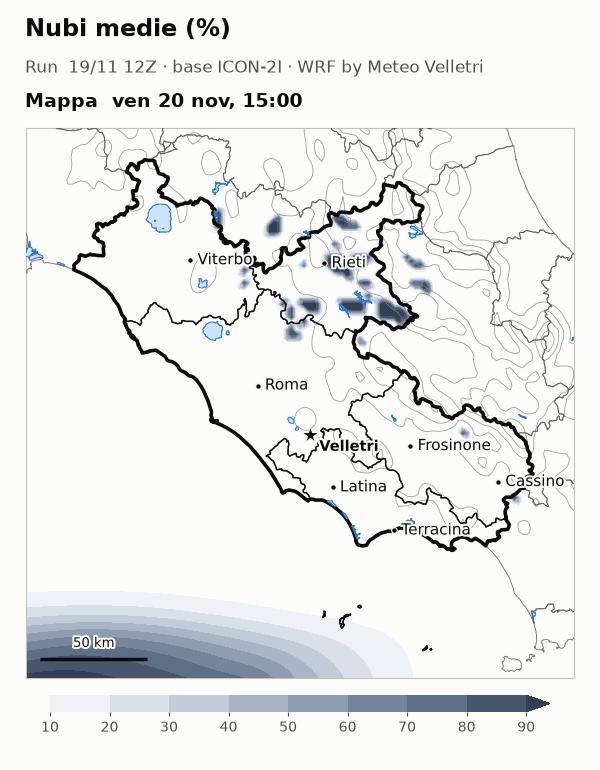 Nubi medie (%)
Run  19/11 12Z · base ICON-2I · WRF by Meteo Velletri
Mappa  ven 20 nov, 15:00
Viterbo
Rieti
Roma
Velletri
Frosinone
Latina
Cassino
Terracina
50 km
10 20 30 40 50 60 70 80 90